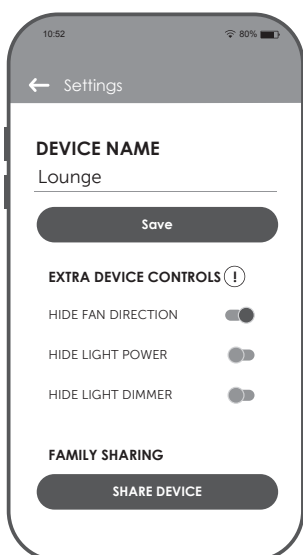 10:52 80%
Settings
DEVICE NAME
Lounge
Save
EXTRA DEVICE CONTROLS !
HIDE FAN DIRECTION
HIDE LIGHT POWER
HIDE LIGHT DIMMER
FAMILY SHARING
SHARE DEVICE